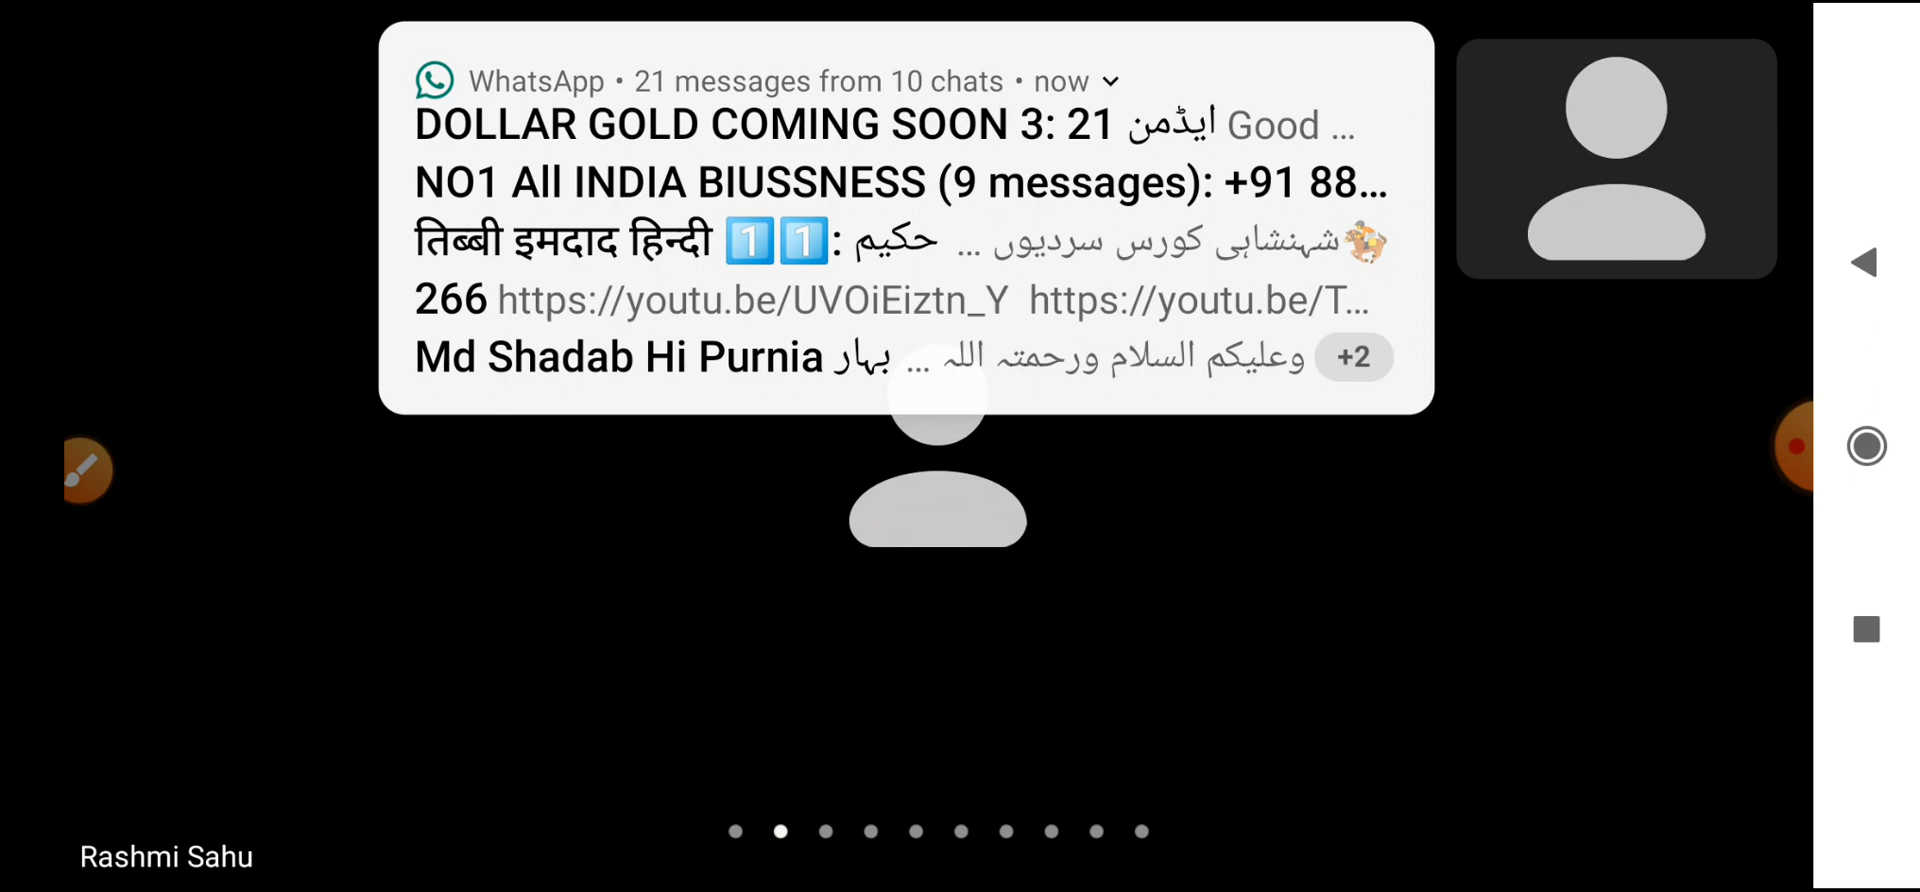 WhatsApp • 21 messages from 10 chats • now
DOLLAR GOLD COMING SOON 3: 21 ایڈمن Good ...
NO1 All INDIA BIUSSNESS (9 messages): +91 88...
तिब्बी इमदाद हिन्दी 1️⃣1️⃣: حکیم 🏇شہنشاہی کورس سردیوں ...
266 https://youtu.be/UVOiEiztn_Y https://youtu.be/T...
Md Shadab Hi Purnia بہار وعلیکم السلام ورحمتہ اللہ ... +2
Rashmi Sahu